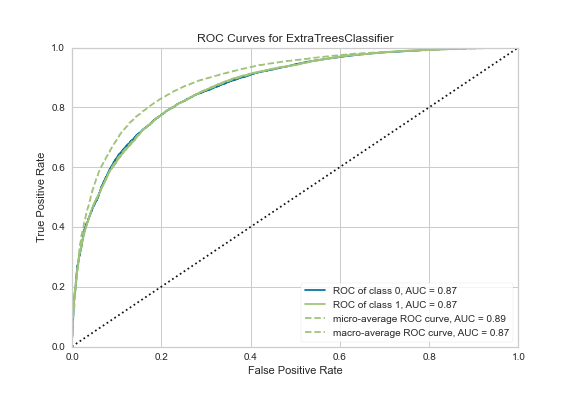 ROC Curves for ExtraTreesClassifier
True Positive Rate
1.0
0.8
0.6
0.4
0.2
0.0
ROC of class 0, AUC = 0.87
ROC of class 1, AUC = 0.87
micro-average ROC curve, AUC = 0.89
macro-average ROC curve, AUC = 0.87
0.0 0.2 0.4 0.6 0.8 1.0
False Positive Rate